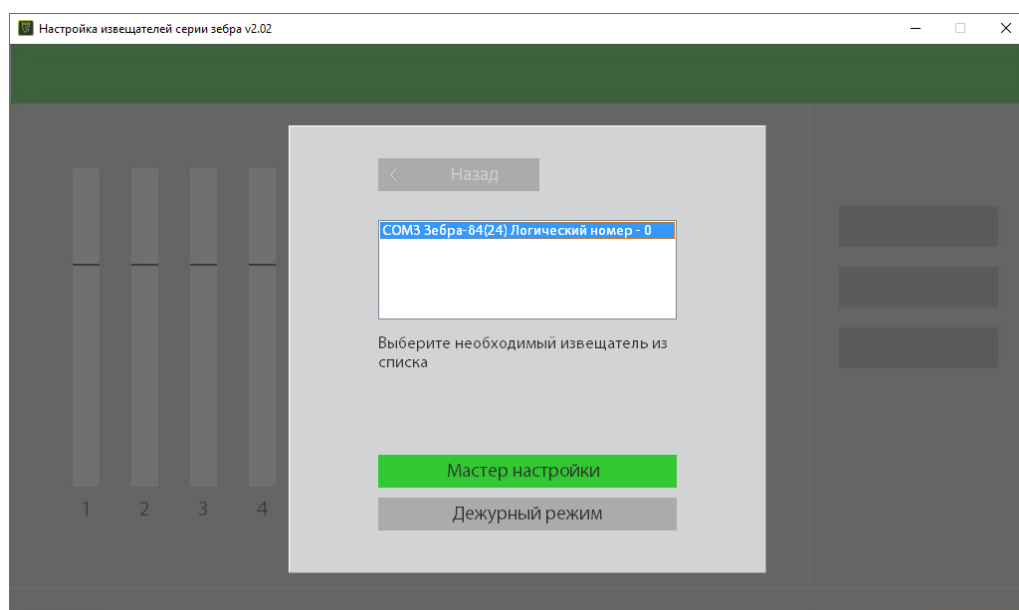 Настройка извещателей серии зебра v2.02
< Назад
COM3 Зебра-84(24) Логический номер - 0
Выберите необходимый извещатель из
списка
Мастер настройки
Дежурный режим
1 2 3 4